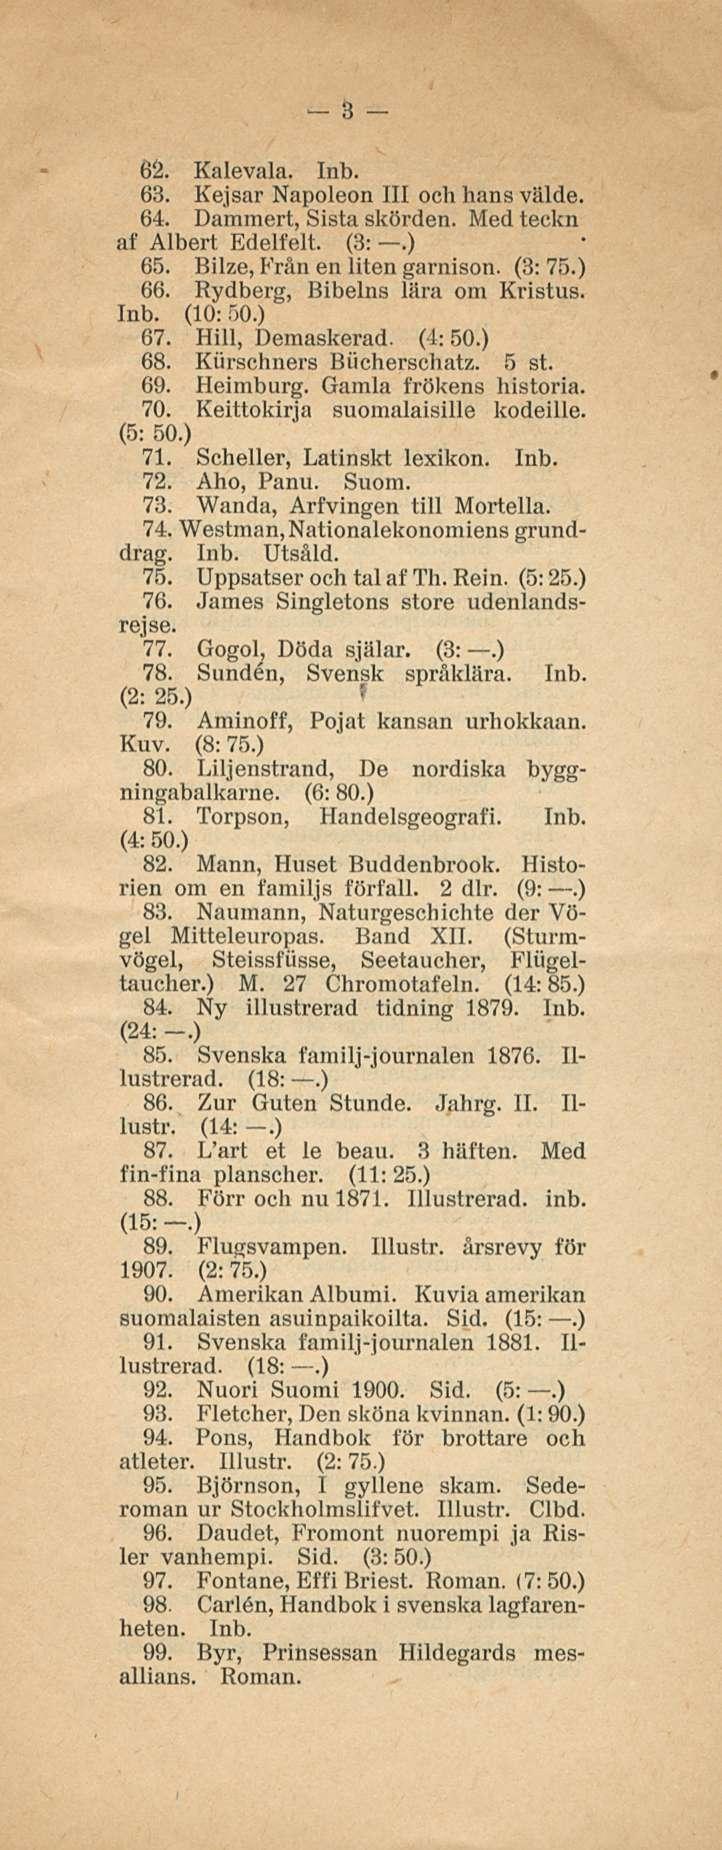 — 3 —
62. Kalevala. Inb.
63. Kejsar Napoleon III och hans välde.
64. Dammert, Sista skörden. Med teckn
af Albert Edelfelt. (3: —.)
65. Bilze, Från en liten garnison. (3: 75.)
66. Rydberg, Bibelns lära om Kristus.
Inb. (10: 50.)
67. Hill, Demaskerad. (4: 50.)
68. Kürschners Bücherschatz. 5 st.
69. Heimburg. Gamla frökens historia.
70. Keittokirja suomalaisille kodeille.
(5: 50.)
71. Scheller, Latinskt lexikon. Inb.
72. Aho, Panu. Suom.
73. Wanda, Arfvingen till Mortella.
74. Westman, Nationalekonomiens grund-
drag. Inb. Utsåld.
75. Uppsatser och tal af Th. Rein. (5: 25.)
76. James Singletons store udenlands-
rejse.
77. Gogol, Döda själar. (3: —.)
78. Sundén, Svensk språklära. Inb.
(2: 25.)
79. Aminoff, Pojat kansan urhokkaan.
Kuv. (8: 75.)
80. Liljenstrand, De nordiska bygg-
ningabalkarne. (6: 80.)
81. Torpson, Handelsgeografi. Inb.
(4: 50.)
82. Mann, Huset Buddenbrook. Histo-
rien om en familjs förfall. 2 dlr. (9: —.)
83. Naumann, Naturgeschichte der Vö-
gel Mitteleuropas. Band XII. (Sturm-
vögel, Steissfüsse, Seetaucher, Flügel-
taucher.) M. 27 Chromotafeln. (14: 85.)
84. Ny illustrerad tidning 1879. Inb.
(24: —.)
85. Svenska familj-journalen 1876. Il-
lustrerad. (18: —.)
86. Zur Guten Stunde. Jahrg. II. Il-
lustr. (14: —.)
87. L'art et le beau. 3 häften. Med
fin-fina planscher. (11: 25.)
88. Förr och nu 1871. Illustrerad. inb.
(15: —.)
89. Flugsvampen. Illustr. årsrevy för
1907. (2: 75.)
90. Amerikan Albumi. Kuvia amerikan
suomalaisten asuinpaikoilta. Sid. (15: —.)
91. Svenska familj-journalen 1881. Il-
lustrerad. (18: —.)
92. Nuori Suomi 1900. Sid. (5: —.)
93. Fletcher, Den sköna kvinnan. (1: 90.)
94. Pons, Handbok för brottare och
atleter. Illustr. (2: 75.)
95. Björnson, I gyllene skam. Sede-
roman ur Stockholmslifvet. Illustr. Clbd.
96. Daudet, Fromont nuorempi ja Ris-
ler vanhempi. Sid. (3: 50.)
97. Fontane, Effi Briest. Roman. (7: 50.)
98. Carlén, Handbok i svenska lagfaren-
heten. Inb.
99. Byr, Prinsessan Hildegards mes-
allians. Roman.